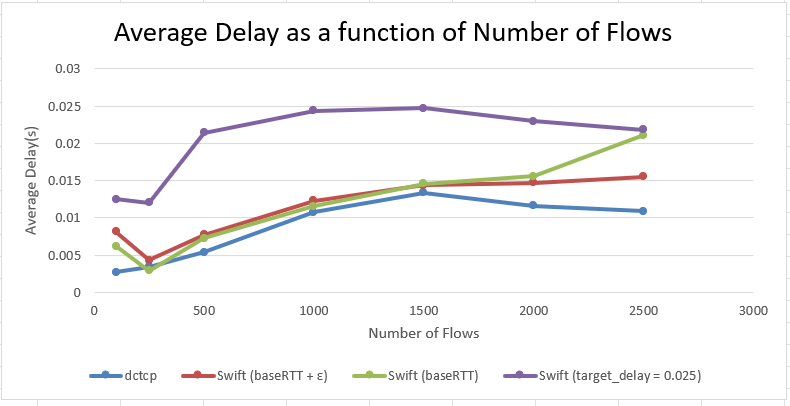 Average Delay as a function of Number of Flows
0.03
0.025
0.02
0.015
0.01
0.005
0
Average Delay(s)
0 500 1000 1500 2000 2500 3000
Number of Flows
dctcp Swift (baseRTT + ε) Swift (baseRTT) Swift (target_delay = 0.025)